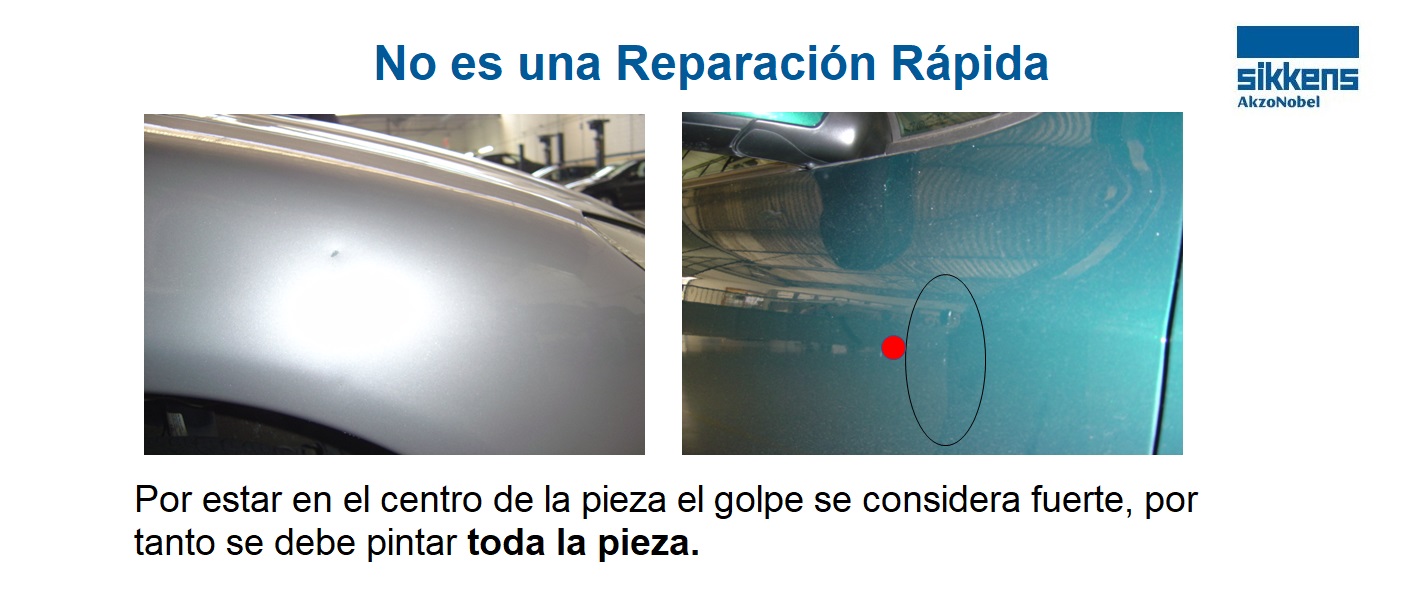 No es una Reparación Rápida
sikkens
AkzoNobel
Por estar en el centro de la pieza el golpe se considera fuerte, por
tanto se debe pintar toda la pieza.